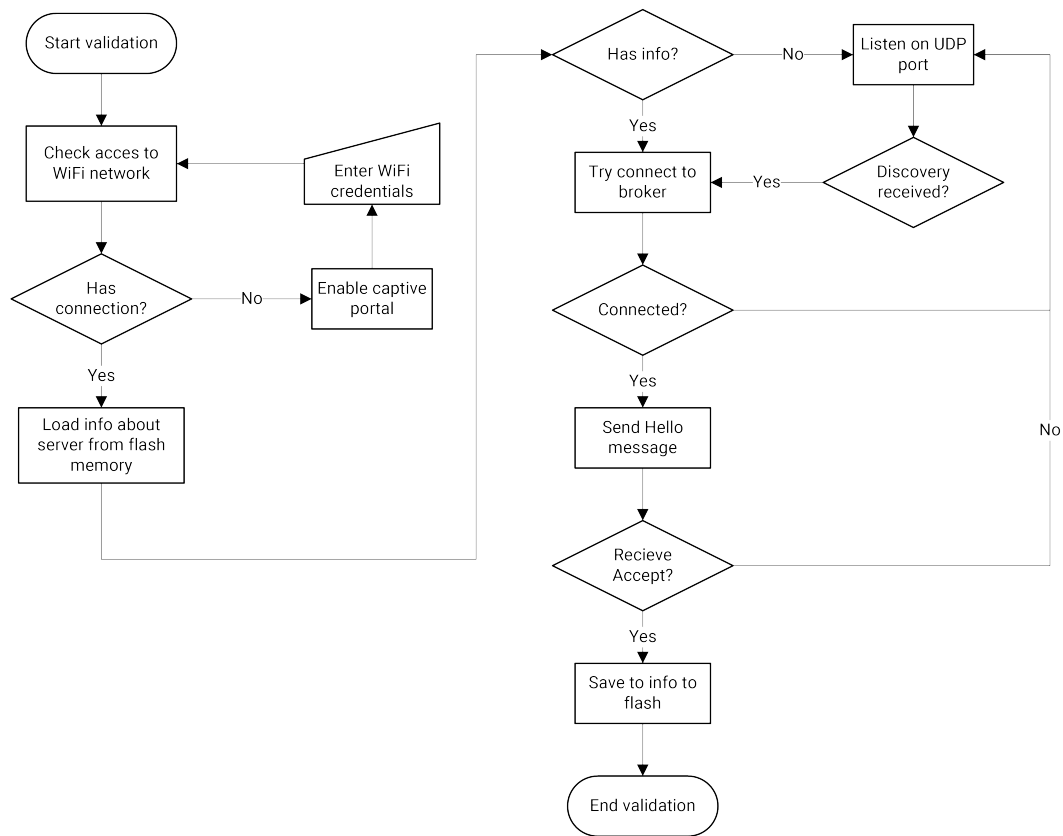 Start validation
Check acces to
WiFi network
Enter WiFi
credentials
Has
connection?
No
Enable captive
portal
Yes
Load info about
server from flash
memory
Has info?
No
Listen on UDP
port
Yes
Try connect to
broker
Yes
Discovery
received?
Connected?
Yes
Send Hello
message
No
Recieve
Accept?
Yes
Save to info to
flash
End validation